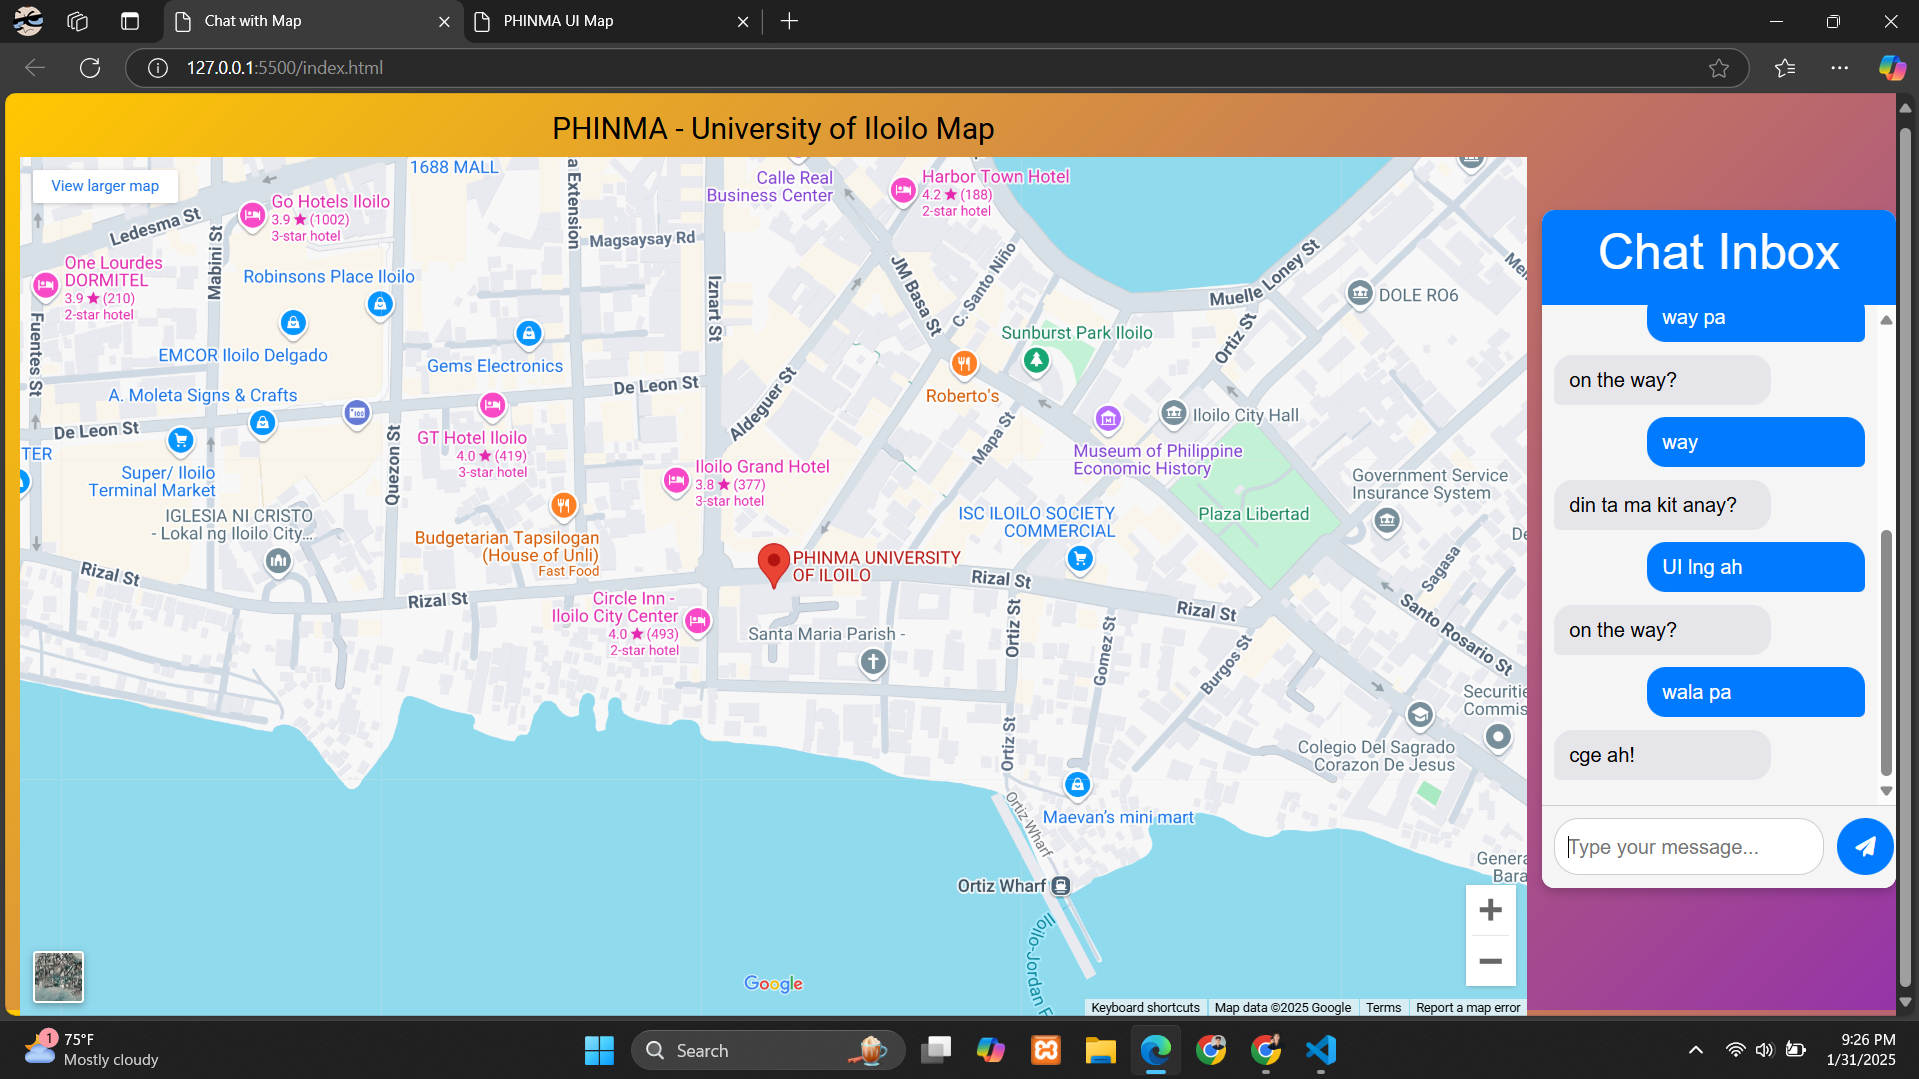 Chat with Map
PHINMA UI Map
127.0.0.1:5500/index.html
PHINMA - University of Iloilo Map
View larger map
1688 MALL
a Extension
Calle Real
Business Center
Harbor Town Hotel
4.2 ★ (188)
2-star hotel
Go Hotels Iloilo
3.9 ★ (1002)
3-star hotel
Ledesma St
Mabini St
Magsaysay Rd
One Lourdes
DORMITEL
3.9 ★ (210)
2-star hotel
Robinsons Place Iloilo
Iznart St
JM Basa St
C. Santo Niño
Muelle Loney St
DOLE RO6
Fuentes St
EMCOR Iloilo Delgado
Gems Electronics
Sunburst Park Iloilo
Ortiz St
De Leon St
A. Moleta Signs & Crafts
Aldeguer St
Roberto's
Mapa St
Iloilo City Hall
De Leon St
Quezon St
GT Hotel Iloilo
4.0 ★ (419)
3-star hotel
Museum of Philippine
Economic History
TER
Super/ Iloilo
Terminal Market
Iloilo Grand Hotel
3.8 ★ (377)
3-star hotel
Government Service
Insurance System
IGLESIA NI CRISTO
- Lokal ng Iloilo City...
ISC ILOILO SOCIETY
COMMERCIAL
Plaza Libertad
Budgetarian Tapsilogan
(House of Unli)
Fast Food
PHINMA UNIVERSITY
OF ILOILO
Rizal St
Rizal St
Rizal St
Rizal St
Sagasa
Santo Rosario St
Circle Inn -
Iloilo City Center
4.0 ★ (493)
2-star hotel
Santa Maria Parish -
Ortiz St
Gomez St
Burgos St
Securitie
Commis
Ortiz St
Colegio Del Sagrado
Corazon De Jesus
Ortiz Wharf
Maevan's mini mart
Genera
Bara
Ortiz Wharf
Iloilo-Jordan F
Google
Keyboard shortcuts
Map data ©2025 Google
Terms
Report a map error
Chat Inbox
way pa
on the way?
way
din ta ma kit anay?
UI lng ah
on the way?
wala pa
cge ah!
Type your message...
1
75°F
Mostly cloudy
Search
9:26 PM
1/31/2025